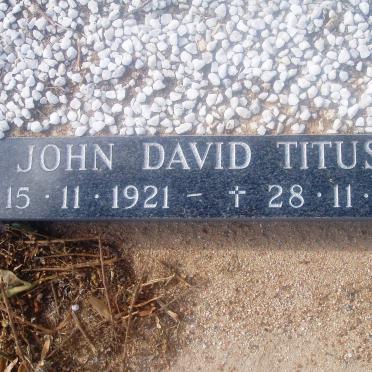 JOHN DAVID TITUS
15 · 11 · 1921 – † 28 · 11 ·